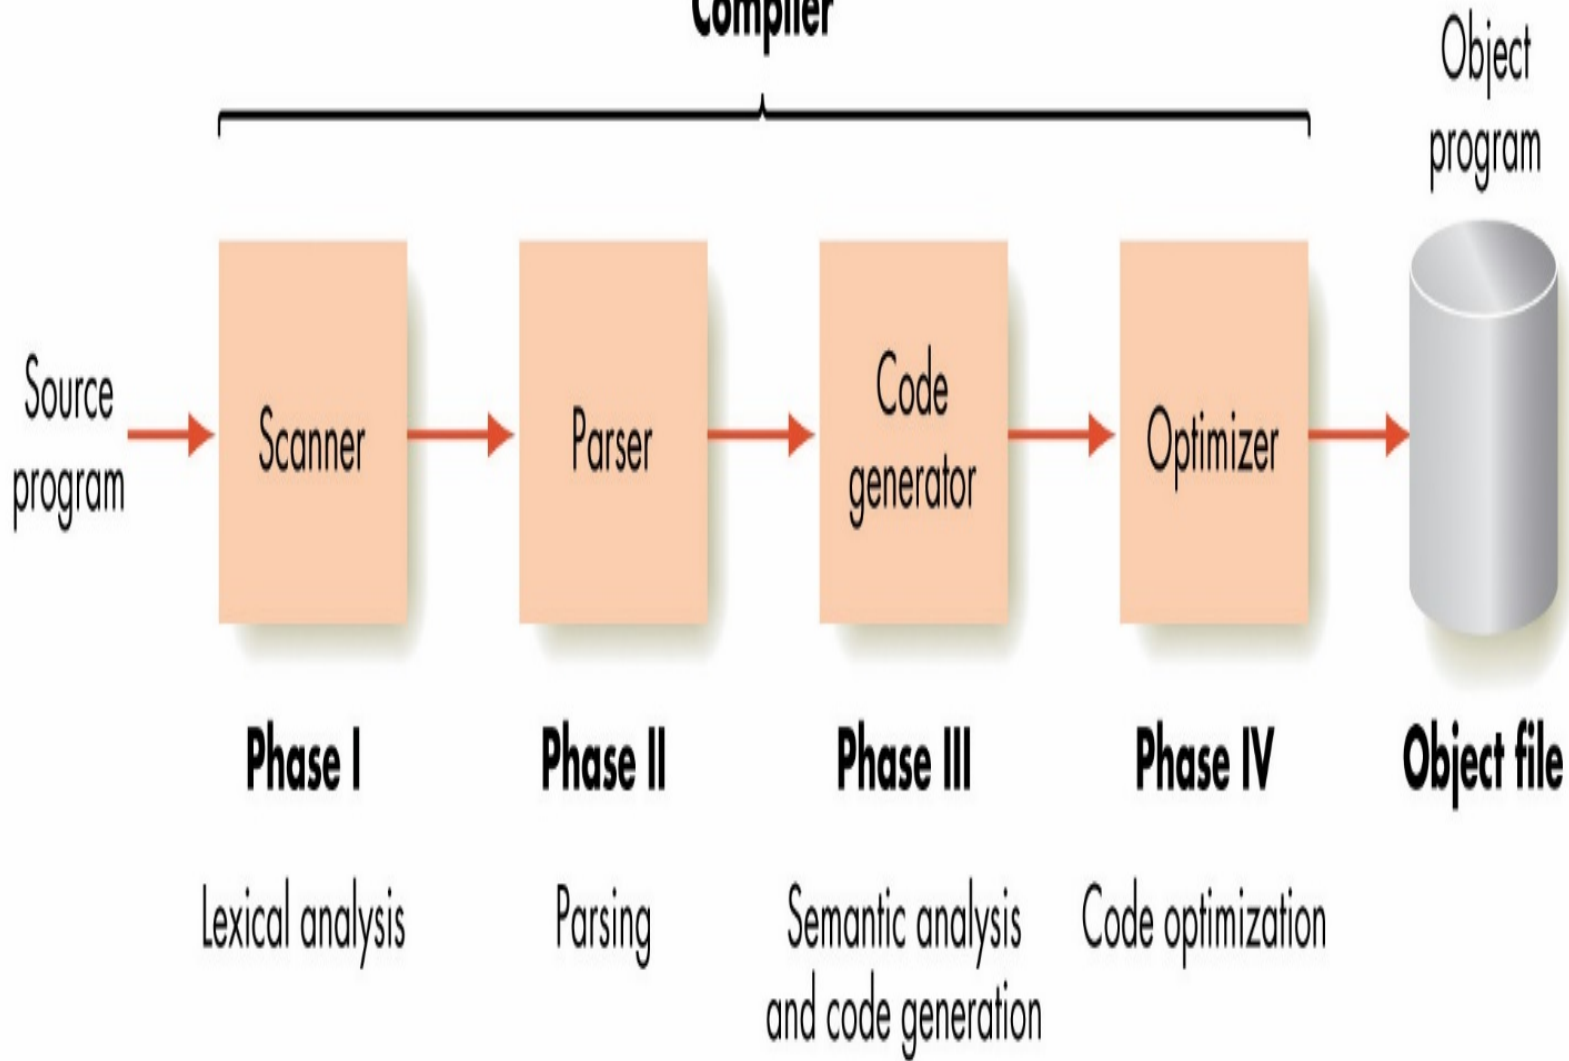 Compiler
Object
program
Source
program
Scanner
Parser
Code
generator
Optimizer
Phase I
Phase II
Phase III
Phase IV
Object file
Lexical analysis
Parsing
Semantic analysis
and code generation
Code optimization